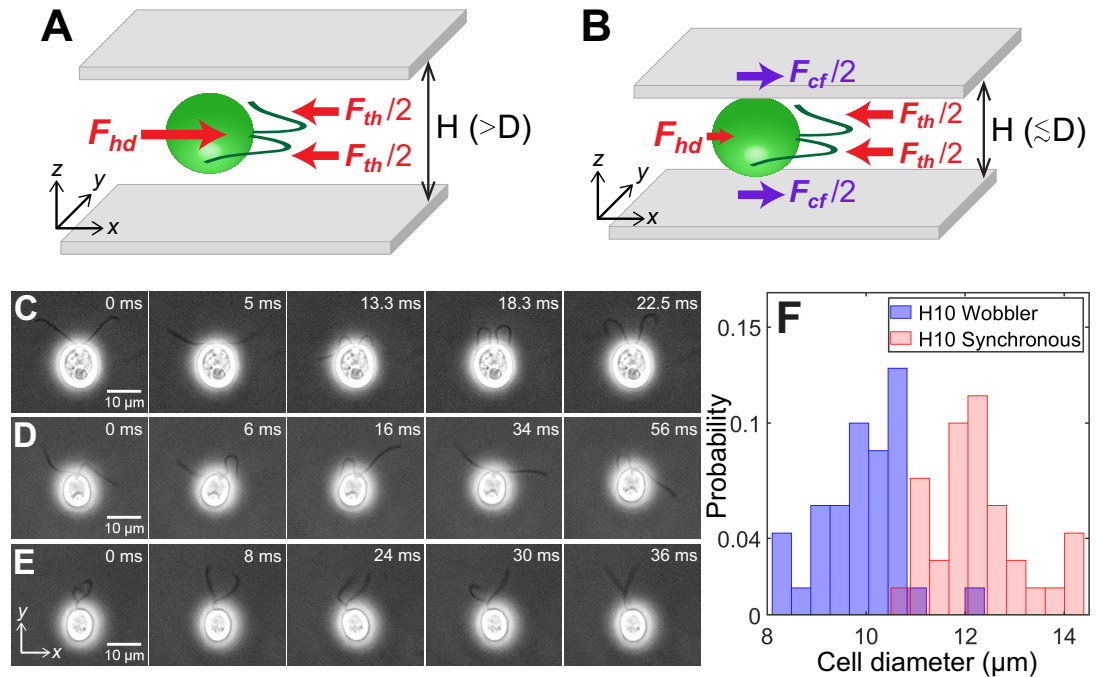 A
F_hd
F_th/2
F_th/2
H (>D)
z
y
x
B
F_cf/2
F_hd
F_th/2
F_th/2
F_cf/2
H (≲D)
z
y
x
C
0 ms
5 ms
13.3 ms
18.3 ms
22.5 ms
10 µm
D
0 ms
6 ms
16 ms
34 ms
56 ms
10 µm
E
0 ms
8 ms
24 ms
30 ms
36 ms
y
x
10 µm
F
H10 Wobbler
H10 Synchronous
Probability
0.15
0.1
0.04
0
8
10
12
14
Cell diameter (µm)